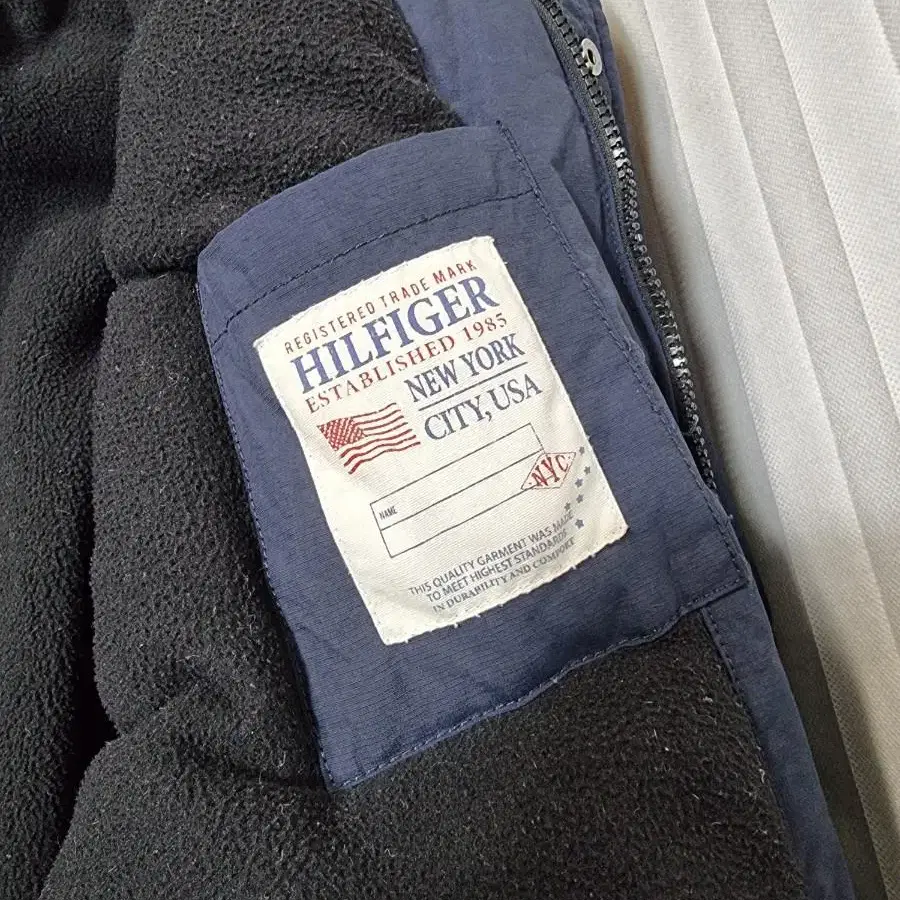 REGISTERED TRADE MARK
HILFIGER
ESTABLISHED 1985
NEW YORK
CITY, USA
NAME
NYC
THIS QUALITY GARMENT WAS MADE
TO MEET HIGHEST STANDARDS
IN DURABILITY AND COMFORT